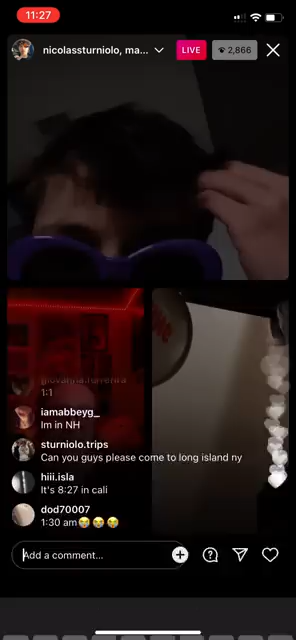 11:27
nicolassturniolo, ma...
LIVE
2,866
1:1
iamabbeyg_
Im in NH
sturniolo.trips
Can you guys please come to long island ny
hiii.isla
It's 8:27 in cali
dod70007
1:30 am😭😭😭
Add a comment...